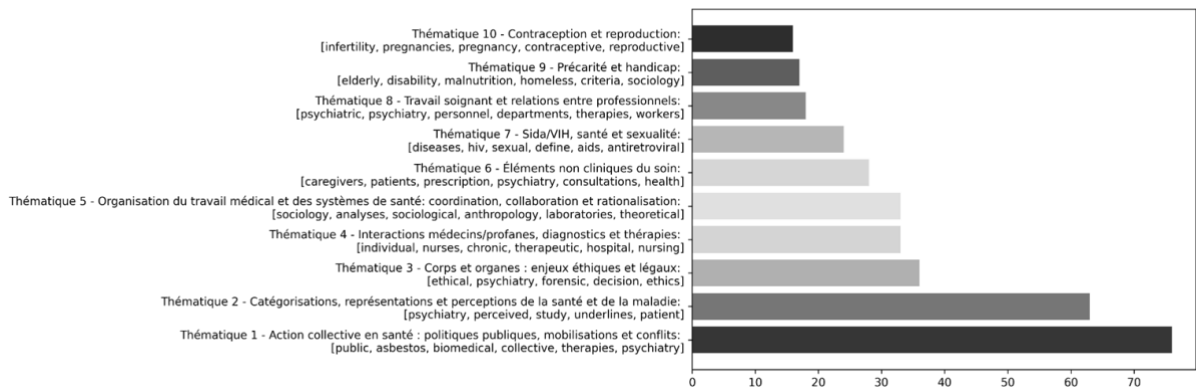 Thématique 10 - Contraception et reproduction:
[infertility, pregnancies, pregnancy, contraceptive, reproductive]
Thématique 9 - Précarité et handicap:
[elderly, disability, malnutrition, homeless, criteria, sociology]
Thématique 8 - Travail soignant et relations entre professionnels:
[psychiatric, psychiatry, personnel, departments, therapies, workers]
Thématique 7 - Sida/VIH, santé et sexualité:
[diseases, hiv, sexual, define, aids, antiretroviral]
Thématique 6 - Éléments non cliniques du soin:
[caregivers, patients, prescription, psychiatry, consultations, health]
Thématique 5 - Organisation du travail médical et des systèmes de santé: coordination, collaboration et rationalisation:
[sociology, analyses, sociological, anthropology, laboratories, theoretical]
Thématique 4 - Interactions médecins/profanes, diagnostics et thérapies:
[individual, nurses, chronic, therapeutic, hospital, nursing]
Thématique 3 - Corps et organes : enjeux éthiques et légaux:
[ethical, psychiatry, forensic, decision, ethics]
Thématique 2 - Catégorisations, représentations et perceptions de la santé et de la maladie:
[psychiatry, perceived, study, underlines, patient]
Thématique 1 - Action collective en santé : politiques publiques, mobilisations et conflits:
[public, asbestos, biomedical, collective, therapies, psychiatry]
0 10 20 30 40 50 60 70